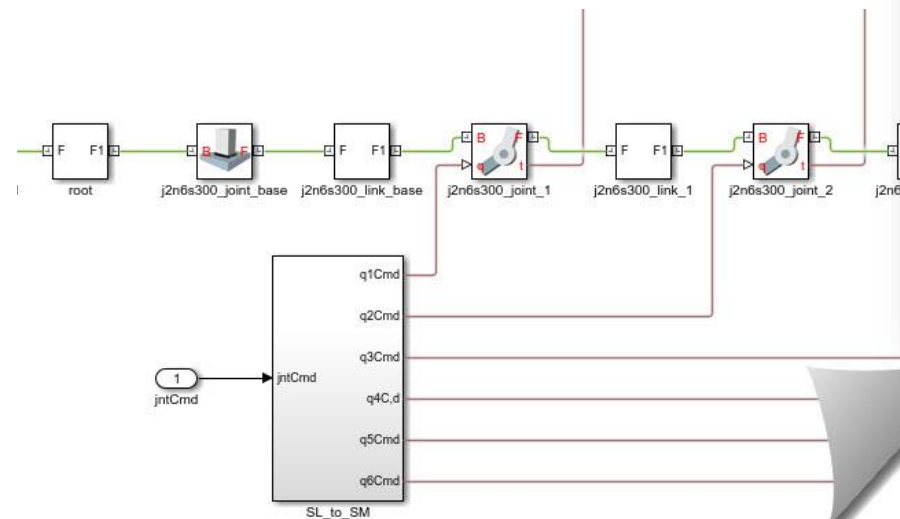 F F1
root
B F
j2n6s300_joint_base
F F1
j2n6s300_link_base
B F
q t
j2n6s300_joint_1
F F1
j2n6s300_link_1
B F
q t
j2n6s300_joint_2
j2n6
q1Cmd
q2Cmd
q3Cmd
q4C,d
q5Cmd
q6Cmd
jntCmd
SL_to_SM
1
jntCmd